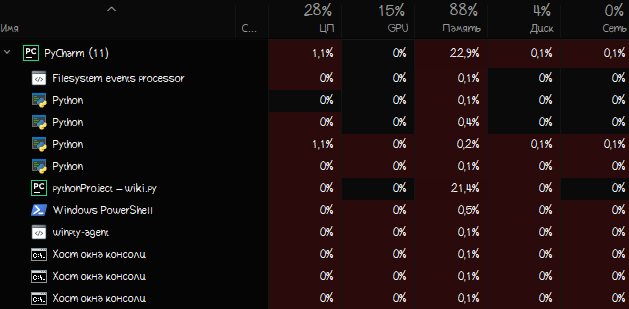 28% 15% 88% 4% 0%
Имя С... ЦП GPU Память Диск Сеть
PyCharm (11) 1,1% 0% 22,9% 0,1% 0,1%
Filesystem events processor 0% 0% 0,1% 0% 0%
Python 0% 0% 0,1% 0% 0%
Python 0% 0% 0,4% 0% 0%
Python 1,1% 0% 0,2% 0,1% 0,1%
Python 0% 0% 0,1% 0% 0%
pythonProject – wiki.py 0% 0% 21,4% 0% 0%
Windows PowerShell 0% 0% 0,5% 0% 0%
winpty-agent 0% 0% 0,1% 0% 0%
Хост окна консоли 0% 0% 0,1% 0% 0%
Хост окна консоли 0% 0% 0,1% 0% 0%
Хост окна консоли 0% 0% 0,1% 0% 0%